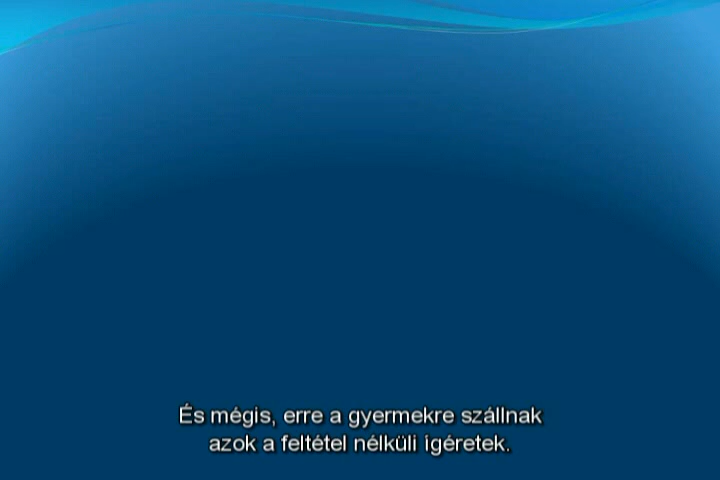 És mégis, erre a gyermekre szállnak
azok a feltétel nélküli ígéretek.